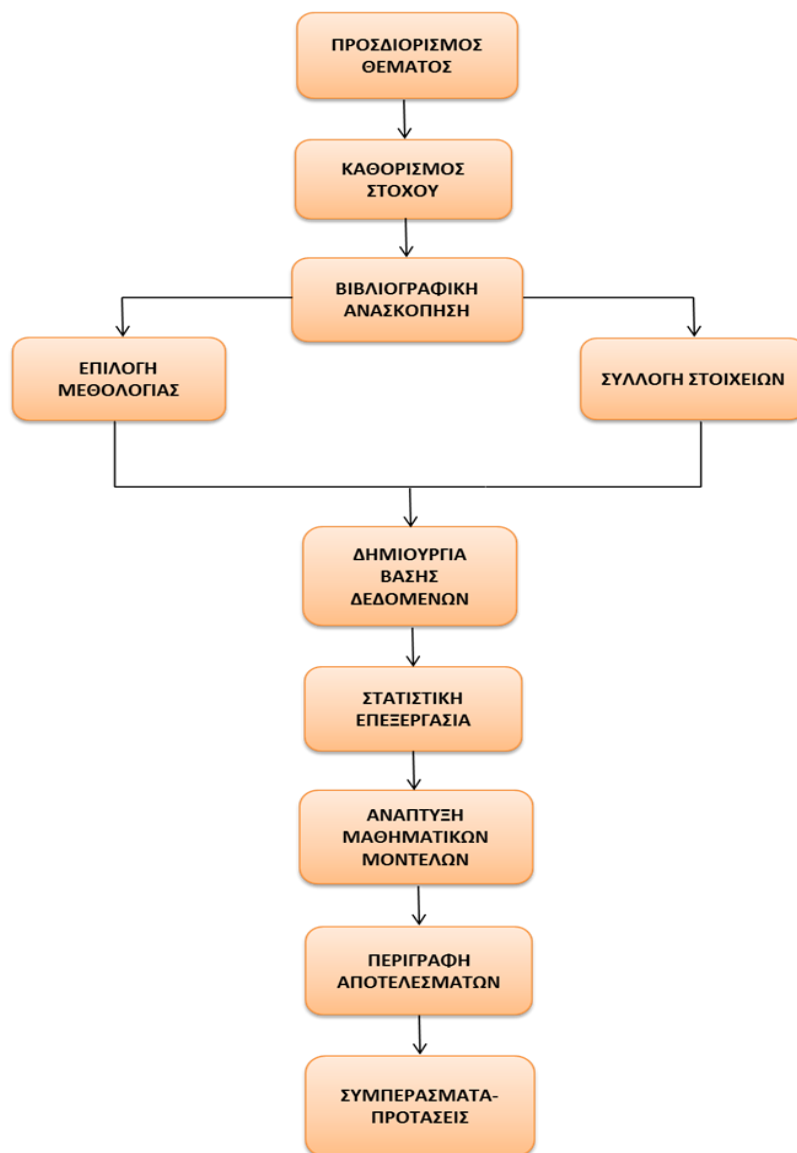 ΠΡΟΣΔΙΟΡΙΣΜΟΣ
ΘΕΜΑΤΟΣ
ΚΑΘΟΡΙΣΜΟΣ
ΣΤΟΧΟΥ
ΒΙΒΛΙΟΓΡΑΦΙΚΗ
ΑΝΑΣΚΟΠΗΣΗ
ΕΠΙΛΟΓΗ
ΜΕΘΟΛΟΓΙΑΣ
ΣΥΛΛΟΓΗ ΣΤΟΙΧΕΙΩΝ
ΔΗΜΙΟΥΡΓΙΑ
ΒΑΣΗΣ
ΔΕΔΟΜΕΝΩΝ
ΣΤΑΤΙΣΤΙΚΗ
ΕΠΕΞΕΡΓΑΣΙΑ
ΑΝΑΠΤΥΞΗ
ΜΑΘΗΜΑΤΙΚΩΝ
ΜΟΝΤΕΛΩΝ
ΠΕΡΙΓΡΑΦΗ
ΑΠΟΤΕΛΕΣΜΑΤΩΝ
ΣΥΜΠΕΡΑΣΜΑΤΑ-
ΠΡΟΤΑΣΕΙΣ